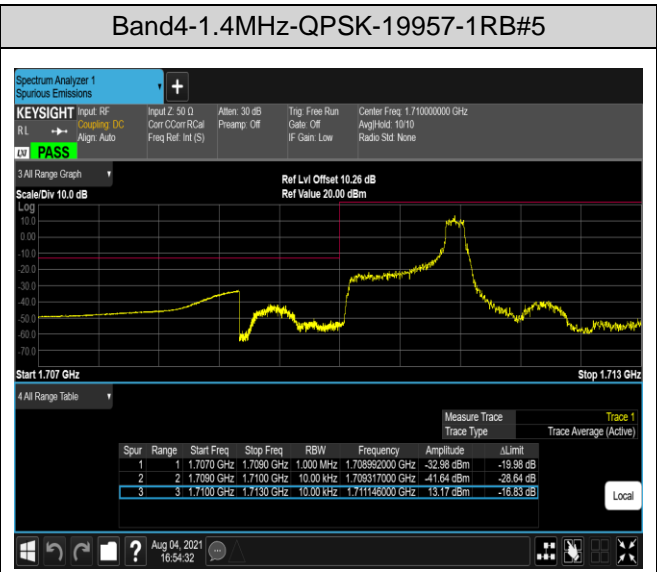 Band4-1.4MHz-QPSK-19957-1RB#5
Spectrum Analyzer 1
Spurious Emissions
+
KEYSIGHT Input: RF Input Z: 50 Ω Atten: 30 dB Trig: Free Run Center Freq: 1.710000000 GHz
RL Coupling: DC Corr CCorr RCal Preamp: Off Gate: Off Avg|Hold: 10/10
Align: Auto Freq Ref: Int (S) IF Gain: Low Radio Std: None
LXI PASS
3 All Range Graph
Ref Lvl Offset 10.26 dB
Scale/Div 10.0 dB Ref Value 20.00 dBm
Log
10.0
0.00
-10.0
-20.0
-30.0
-40.0
-50.0
-60.0
-70.0
Start 1.707 GHz Stop 1.713 GHz
4 All Range Table
Measure Trace Trace 1
Trace Type Trace Average (Active)
Spur Range Start Freq Stop Freq RBW Frequency Amplitude ΔLimit
1 1 1.7070 GHz 1.7090 GHz 1.000 MHz 1.708992000 GHz -32.98 dBm -19.98 dB
2 2 1.7090 GHz 1.7100 GHz 10.00 kHz 1.709317000 GHz -41.64 dBm -28.64 dB
3 3 1.7100 GHz 1.7130 GHz 10.00 kHz 1.711146000 GHz 13.17 dBm -16.83 dB
Local
? Aug 04, 2021
16:54:32